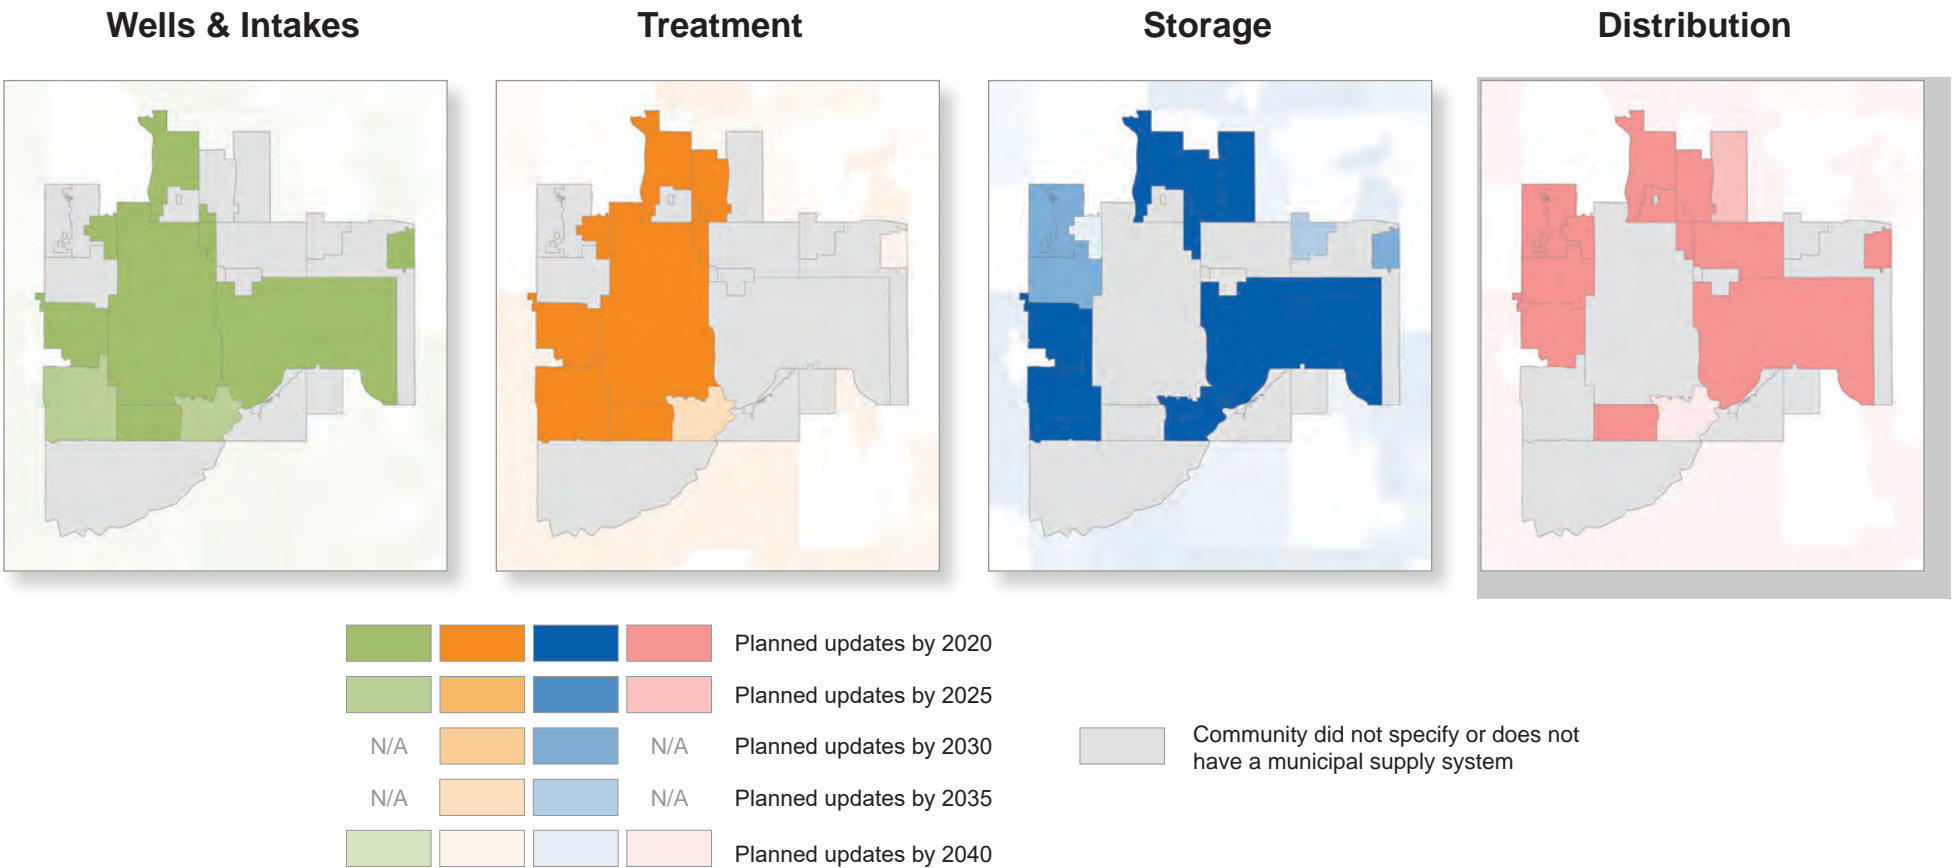 Wells & Intakes
Treatment
Storage
Distribution
Planned updates by 2020
Planned updates by 2025
N/A
N/A
Planned updates by 2030
N/A
N/A
Planned updates by 2035
Planned updates by 2040
Community did not specify or does not
have a municipal supply system